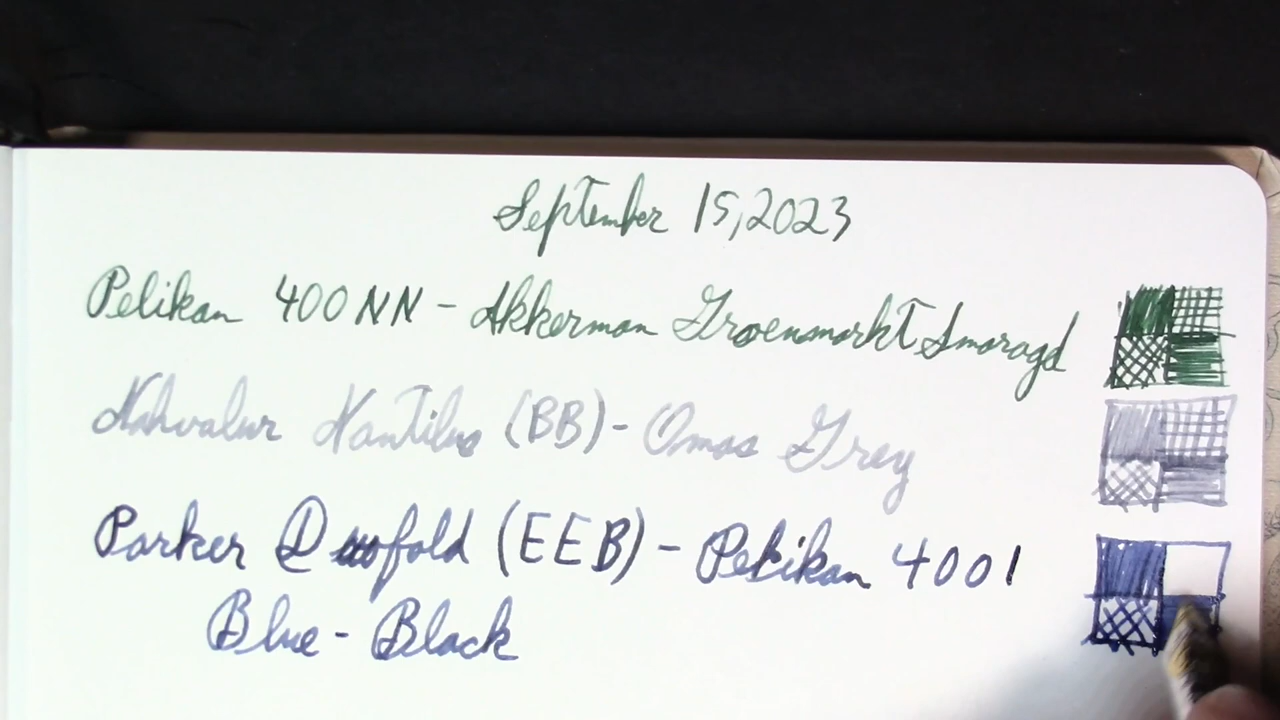 September 15, 2023
Pelikan 400NN - Akkerman Groenmarkt Smaragd
Nahvalur Nautilus (BB) - Omas Grey
Parker Duofold (EEB) - Pelikan 4001
Blue - Black